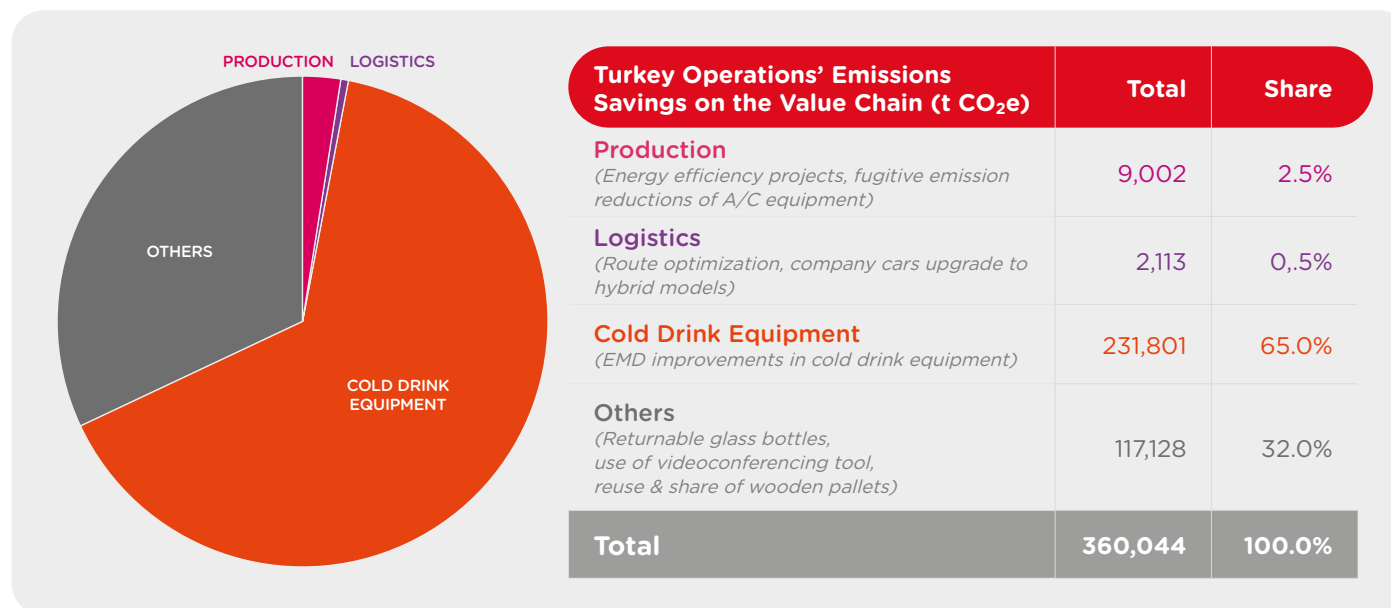 PRODUCTION LOGISTICS
OTHERS
COLD DRINK
EQUIPMENT
Turkey Operations’ Emissions
Savings on the Value Chain (t CO₂e) Total Share
Production
(Energy efficiency projects, fugitive emission
reductions of A/C equipment)
9,002 2.5%
Logistics
(Route optimization, company cars upgrade to
hybrid models)
2,113 0,.5%
Cold Drink Equipment
(EMD improvements in cold drink equipment)
231,801 65.0%
Others
(Returnable glass bottles,
use of videoconferencing tool,
reuse & share of wooden pallets)
117,128 32.0%
Total 360,044 100.0%